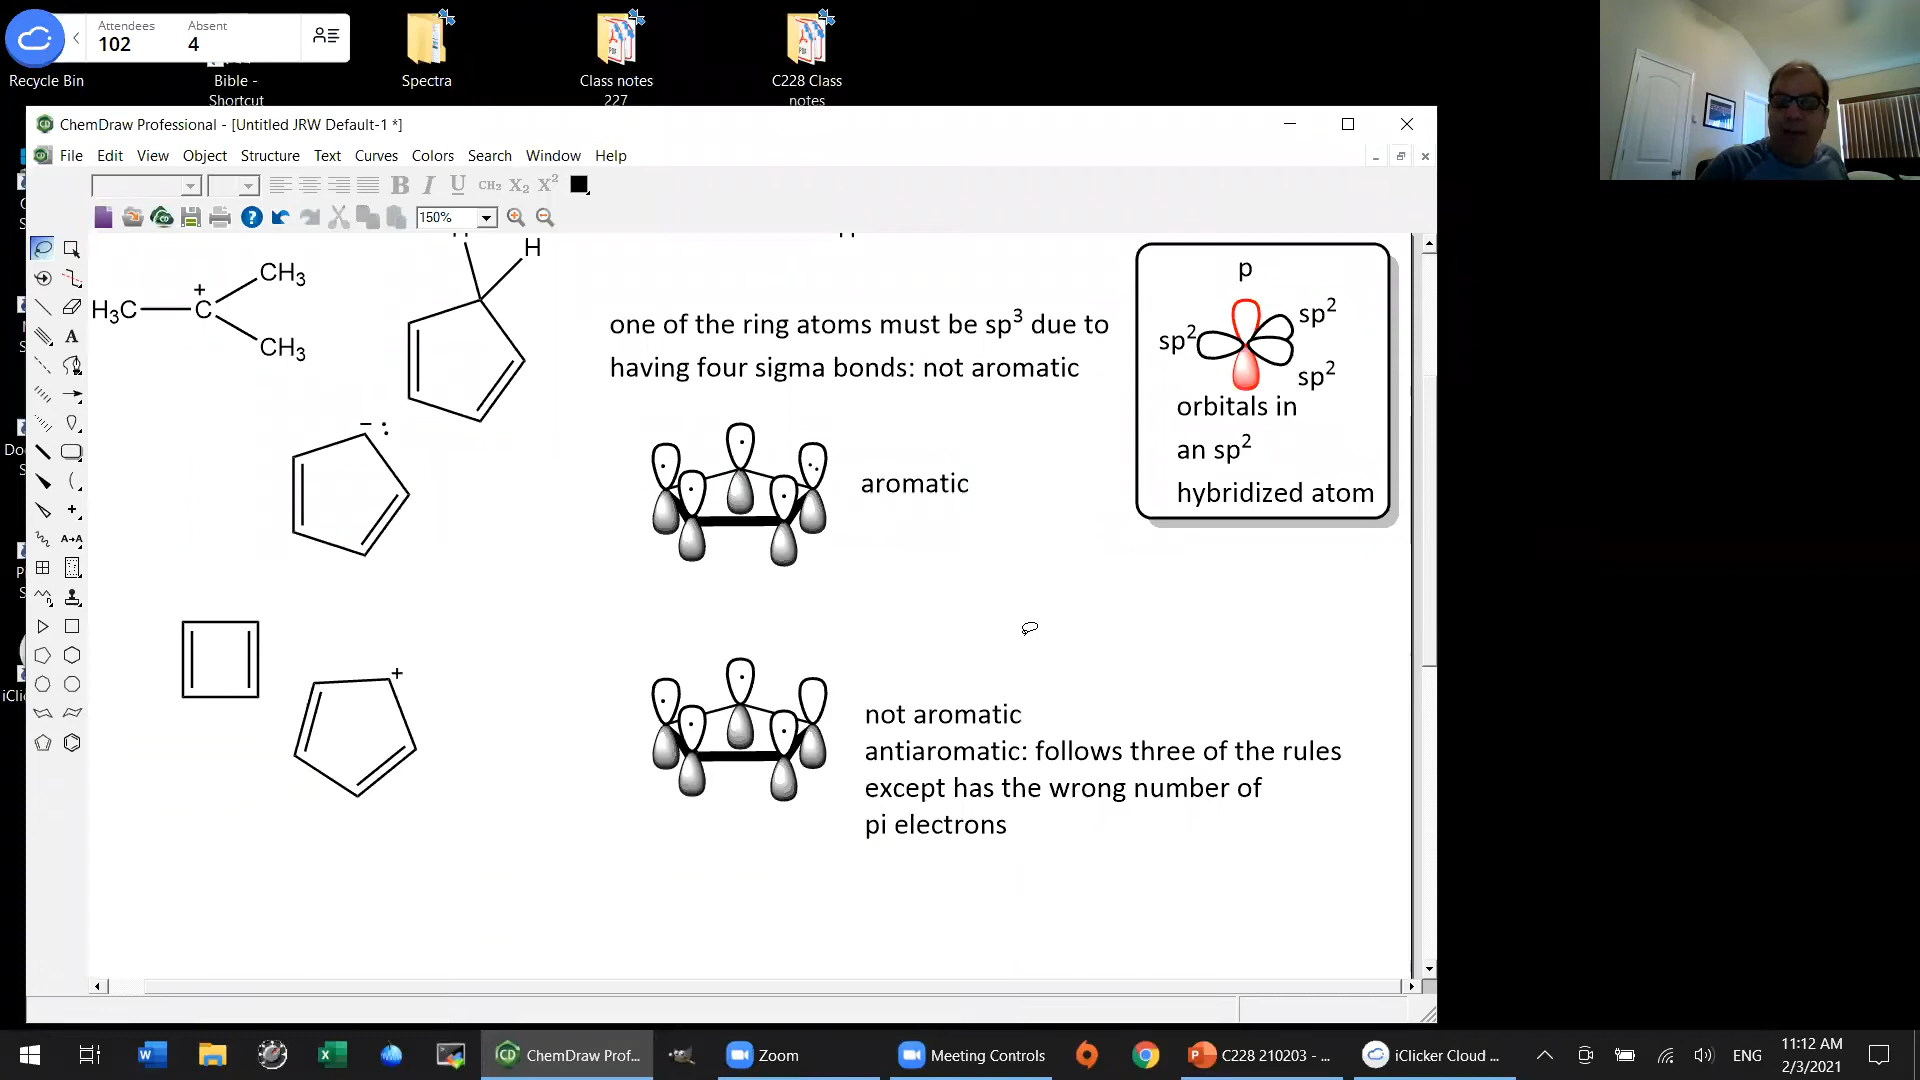 Attendees
102
Absent
4
Recycle Bin
Bible -
Shortcut
Spectra
Class notes
227
C228 Class
notes
ChemDraw Professional - [Untitled JRW Default-1 *]
File Edit View Object Structure Text Curves Colors Search Window Help
B I U CH₂ X₂ X²
150%
H
CH₃
+
H₃C C
CH₃
one of the ring atoms must be sp³ due to
having four sigma bonds: not aromatic
p
sp²
sp²
sp²
orbitals in
an sp²
hybridized atom
− :
aromatic
+
not aromatic
antiaromatic: follows three of the rules
except has the wrong number of
pi electrons
ChemDraw Prof...
Zoom
Meeting Controls
C228 210203 - ...
iClicker Cloud ...
ENG
11:12 AM
2/3/2021